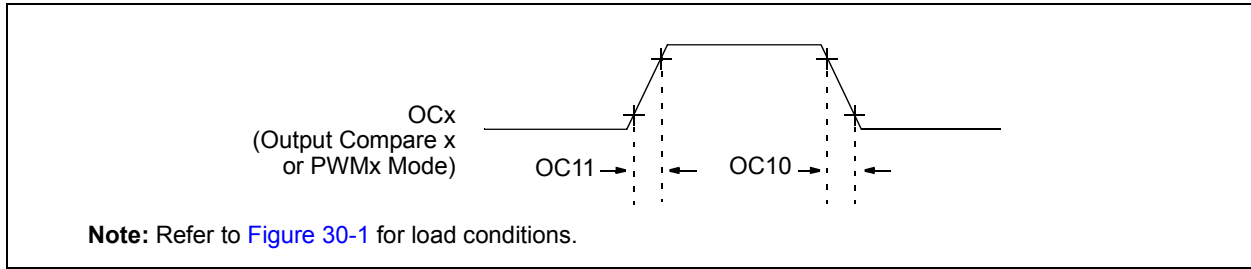 OCx
(Output Compare x
or PWMx Mode)
OC11
OC10
Note: Refer to Figure 30-1 for load conditions.